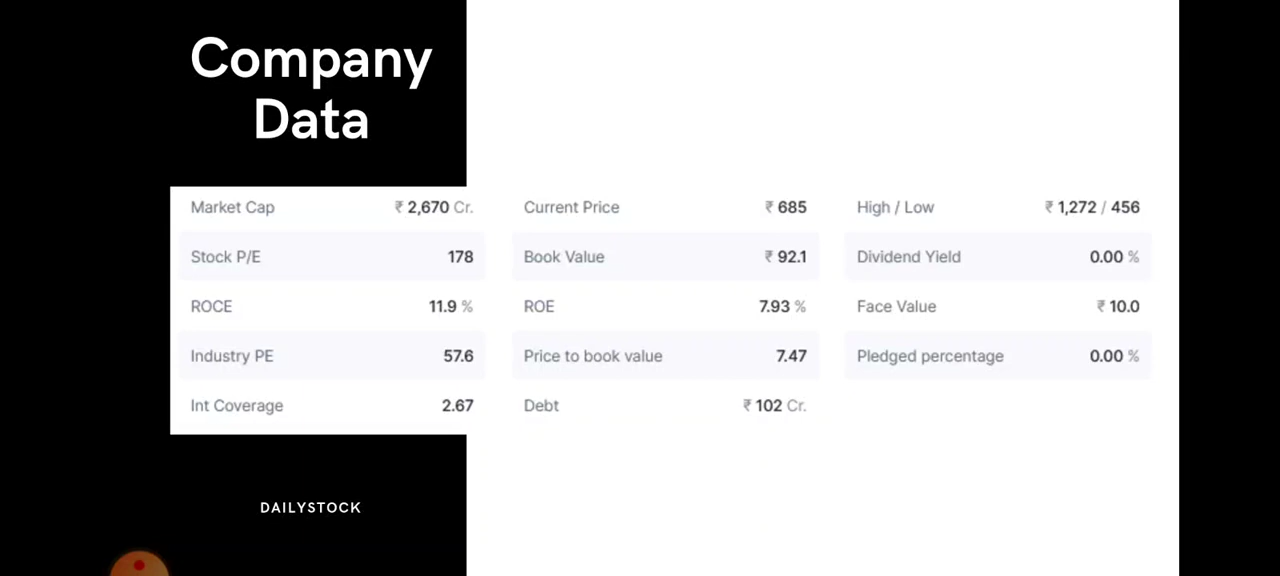 Company
Data
Market Cap ₹ 2,670 Cr. Current Price ₹ 685 High / Low ₹ 1,272 / 456
Stock P/E 178 Book Value ₹ 92.1 Dividend Yield 0.00 %
ROCE 11.9 % ROE 7.93 % Face Value ₹ 10.0
Industry PE 57.6 Price to book value 7.47 Pledged percentage 0.00 %
Int Coverage 2.67 Debt ₹ 102 Cr.
DAILYSTOCK